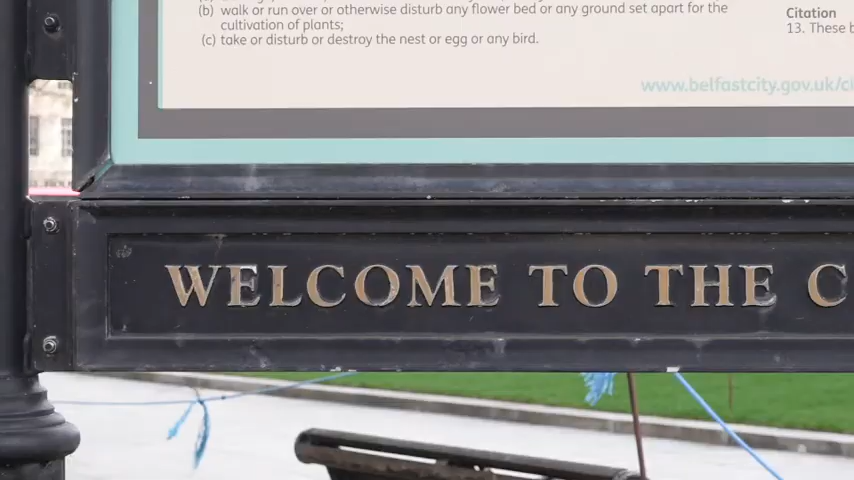 (b) walk or run over or otherwise disturb any flower bed or any ground set apart for the
cultivation of plants;
(c) take or disturb or destroy the nest or egg or any bird.
Citation
13. These b
www.belfastcity.gov.uk/ci
WELCOME TO THE C